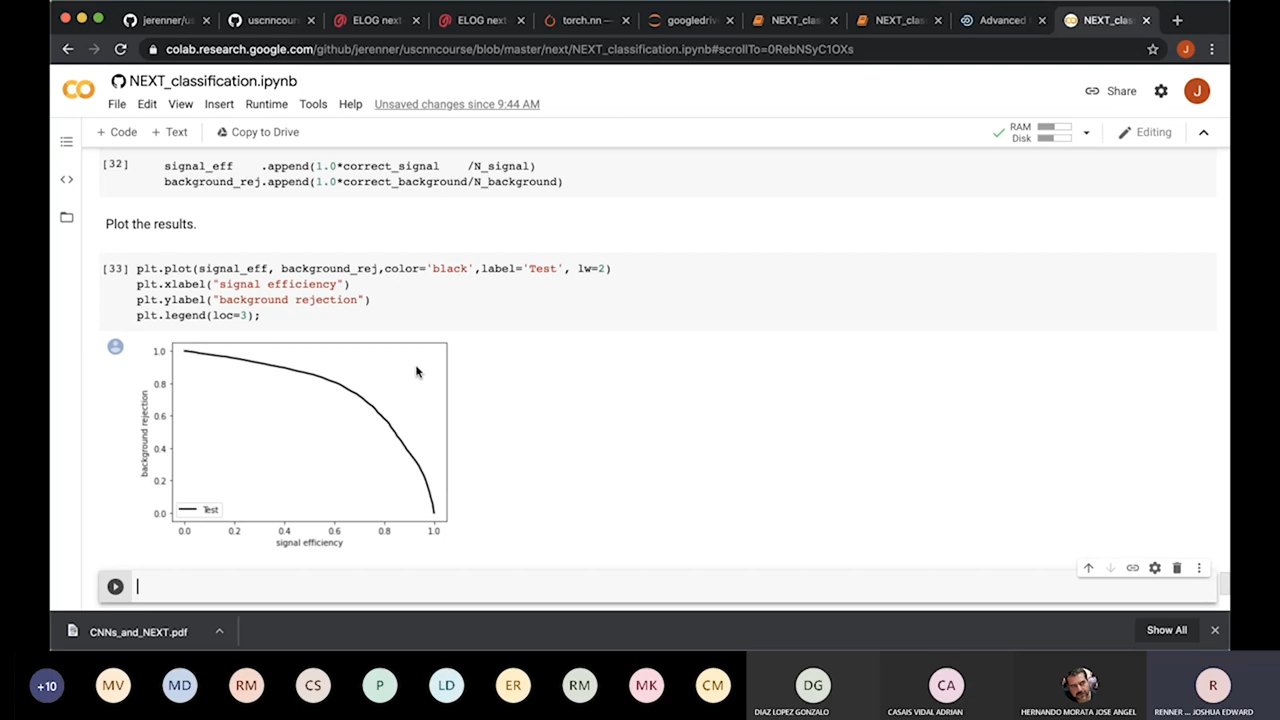 jerenner/us
uscnncours
ELOG next
ELOG next
torch.nn —
googledriv
NEXT_clas
NEXT_clas
Advanced
NEXT_clas
colab.research.google.com/github/jerenner/uscnncourse/blob/master/next/NEXT_classification.ipynb#scrollTo=0RebNSyC1OXs
J
NEXT_classification.ipynb
File Edit View Insert Runtime Tools Help Unsaved changes since 9:44 AM
Share
J
+ Code + Text Copy to Drive
RAM
Disk
Editing
[32] signal_eff .append(1.0*correct_signal /N_signal)
background_rej.append(1.0*correct_background/N_background)
Plot the results.
[33] plt.plot(signal_eff, background_rej,color='black',label='Test', lw=2)
plt.xlabel("signal efficiency")
plt.ylabel("background rejection")
plt.legend(loc=3);
1.0
0.8
0.6
0.4
0.2
0.0
background rejection
Test
0.0 0.2 0.4 0.6 0.8 1.0
signal efficiency
CNNs_and_NEXT.pdf
Show All
+10 MV MD RM CS P LD ER RM MK CM DG CA R
DIAZ LOPEZ GONZALO
CASAIS VIDAL ADRIAN
HERNANDO MORATA JOSE ANGEL
RENNER ... JOSHUA EDWARD